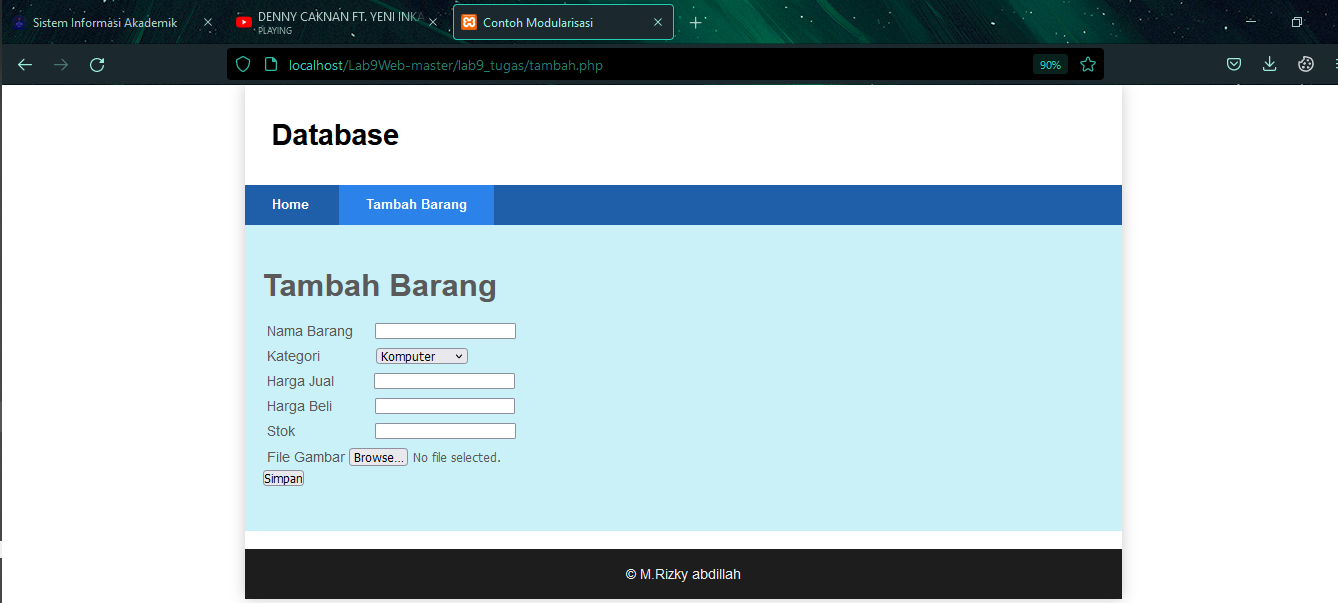 Sistem Informasi Akademik
DENNY CAKNAN FT. YENI INKA
PLAYING
Contoh Modularisasi
localhost/Lab9Web-master/lab9_tugas/tambah.php
90%
Database
Home Tambah Barang
Tambah Barang
Nama Barang
Kategori Komputer
Harga Jual
Harga Beli
Stok
File Gambar Browse... No file selected.
Simpan
© M.Rizky abdillah